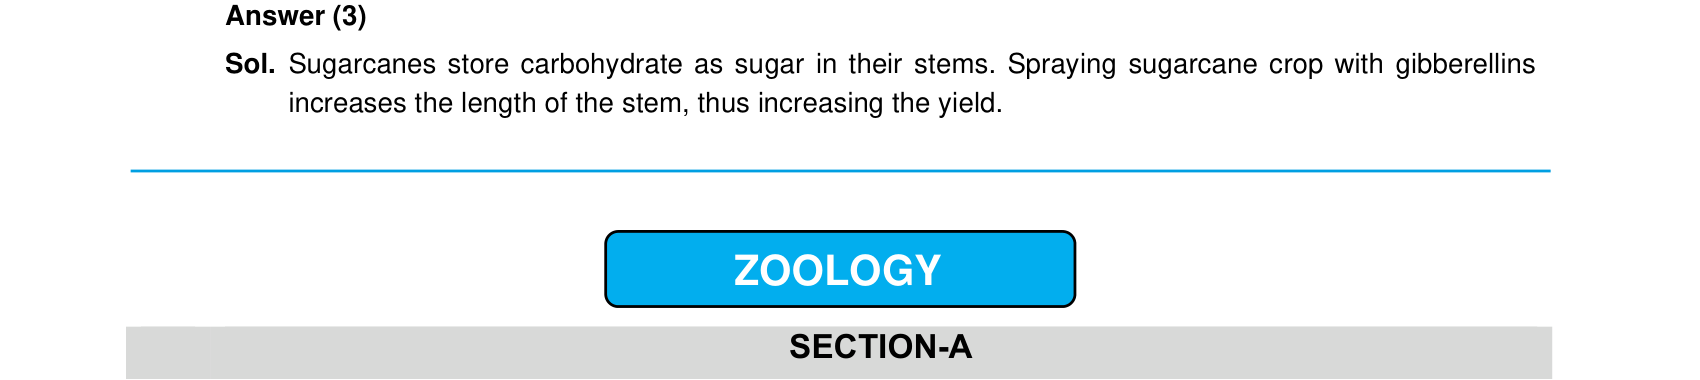 Answer (3)
Sol. Sugarcanes store carbohydrate as sugar in their stems. Spraying sugarcane crop with gibberellins
increases the length of the stem, thus increasing the yield.
ZOOLOGY
SECTION-A